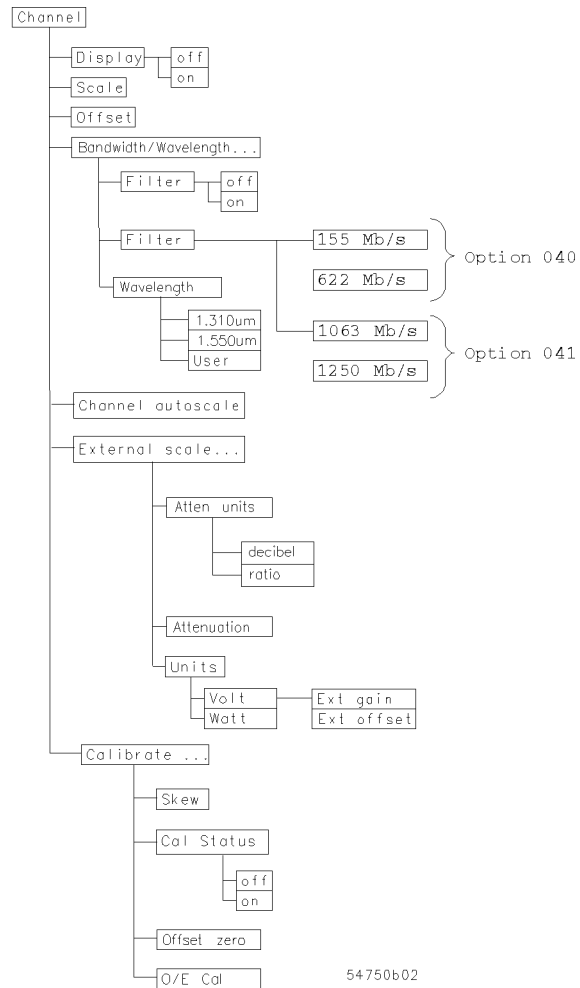 Channel
Display
off
on
Scale
Offset
Bandwidth/Wavelength...
Filter
off
on
Filter
155 Mb/s
622 Mb/s
Option 040
Wavelength
1.310um
1.550um
User
1063 Mb/s
1250 Mb/s
Option 041
Channel autoscale
External scale...
Atten units
decibel
ratio
Attenuation
Units
Volt
Watt
Ext gain
Ext offset
Calibrate ...
Skew
Cal Status
off
on
Offset zero
O/E Cal
54750b02